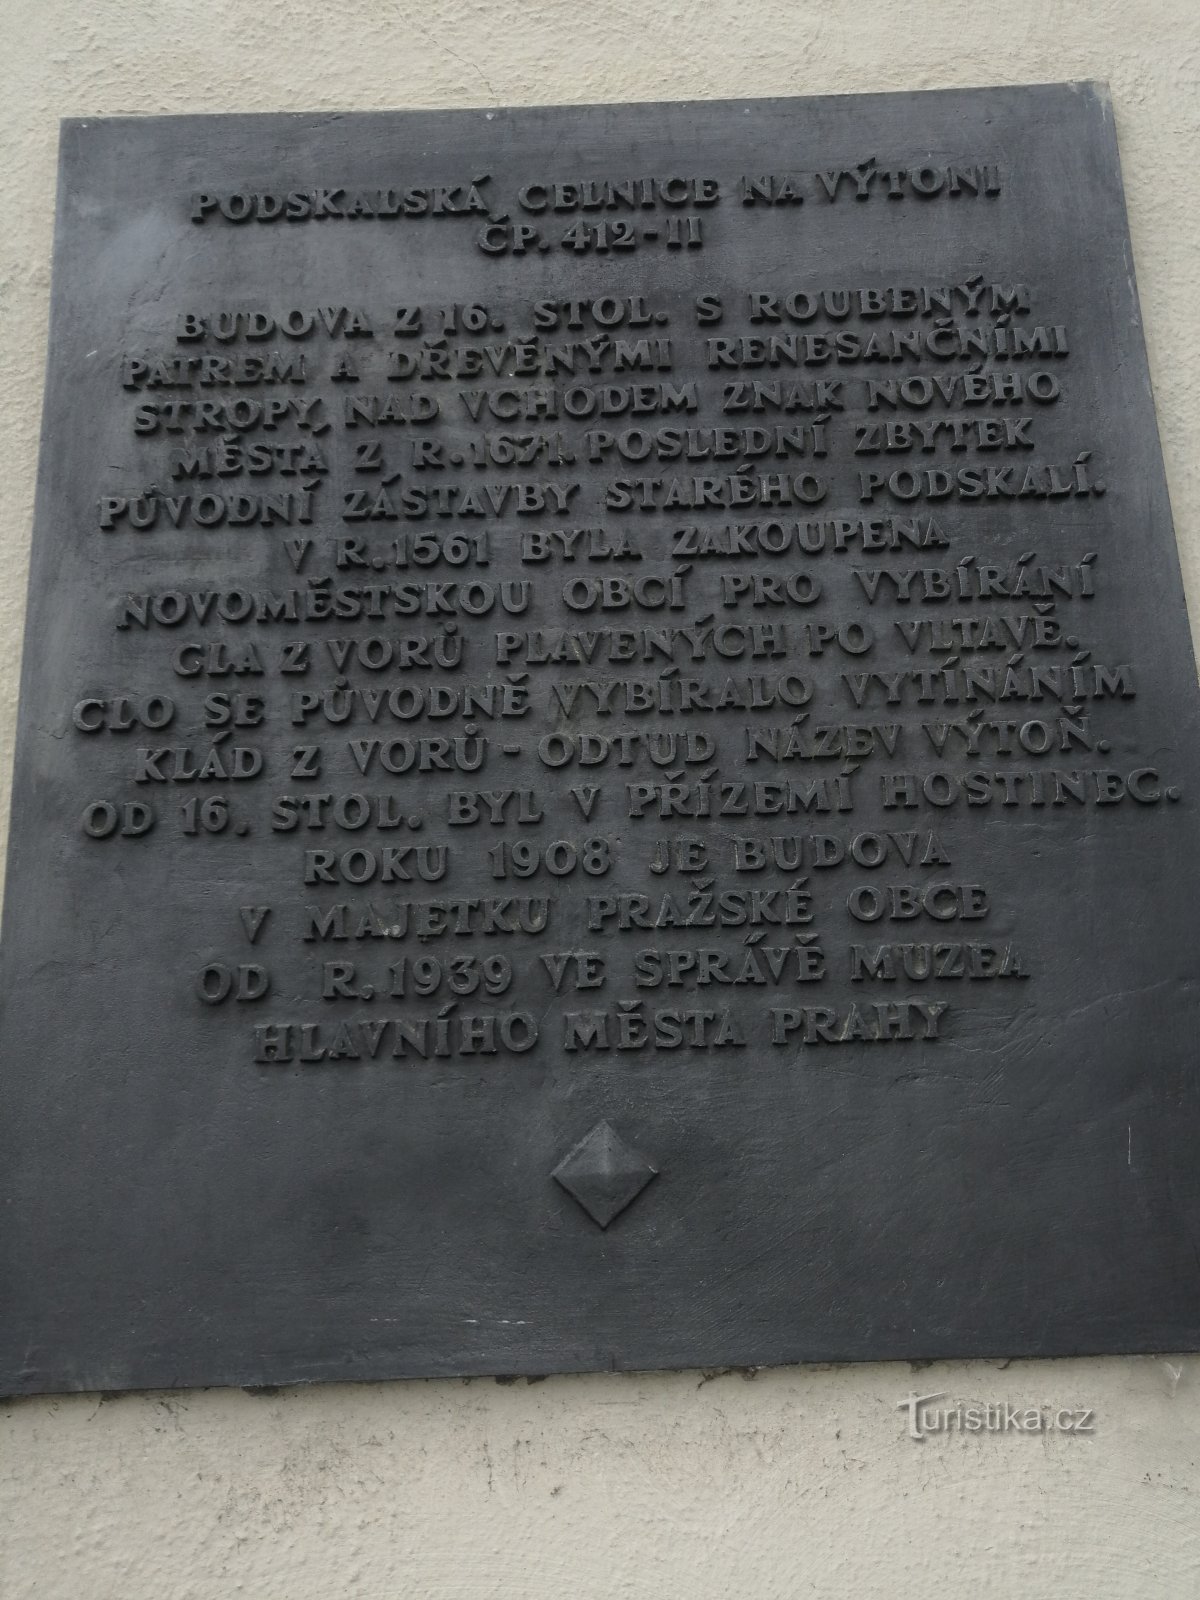 PODSKALSKÁ CELNICE NA VÝTONI
ČP. 412-II
BUDOVA Z 16. STOL. S ROUBENÝM
PATREM A DŘEVĚNÝMI RENESANČNÍMI
STROPY, NAD VCHODEM ZNAK NOVÉHO
MĚSTA Z R. 1671. POSLEDNÍ ZBYTEK
PŮVODNÍ ZÁSTAVBY STARÉHO PODSKALÍ.
V R. 1561 BYLA ZAKOUPENA
NOVOMĚSTSKOU OBCÍ PRO VYBÍRÁNÍ
CLA Z VORŮ PLAVENÝCH PO VLTAVĚ.
CLO SE PŮVODNĚ VYBÍRALO VYTÍNÁNÍM
KLÁD Z VORŮ - ODTUD NÁZEV VÝTOŇ.
OD 16. STOL. BYL V PŘÍZEMÍ HOSTINEC.
ROKU 1908 JE BUDOVA
V MAJETKU PRAŽSKÉ OBCE
OD R. 1939 VE SPRÁVĚ MUZEA
HLAVNÍHO MĚSTA PRAHY
Turistika.cz